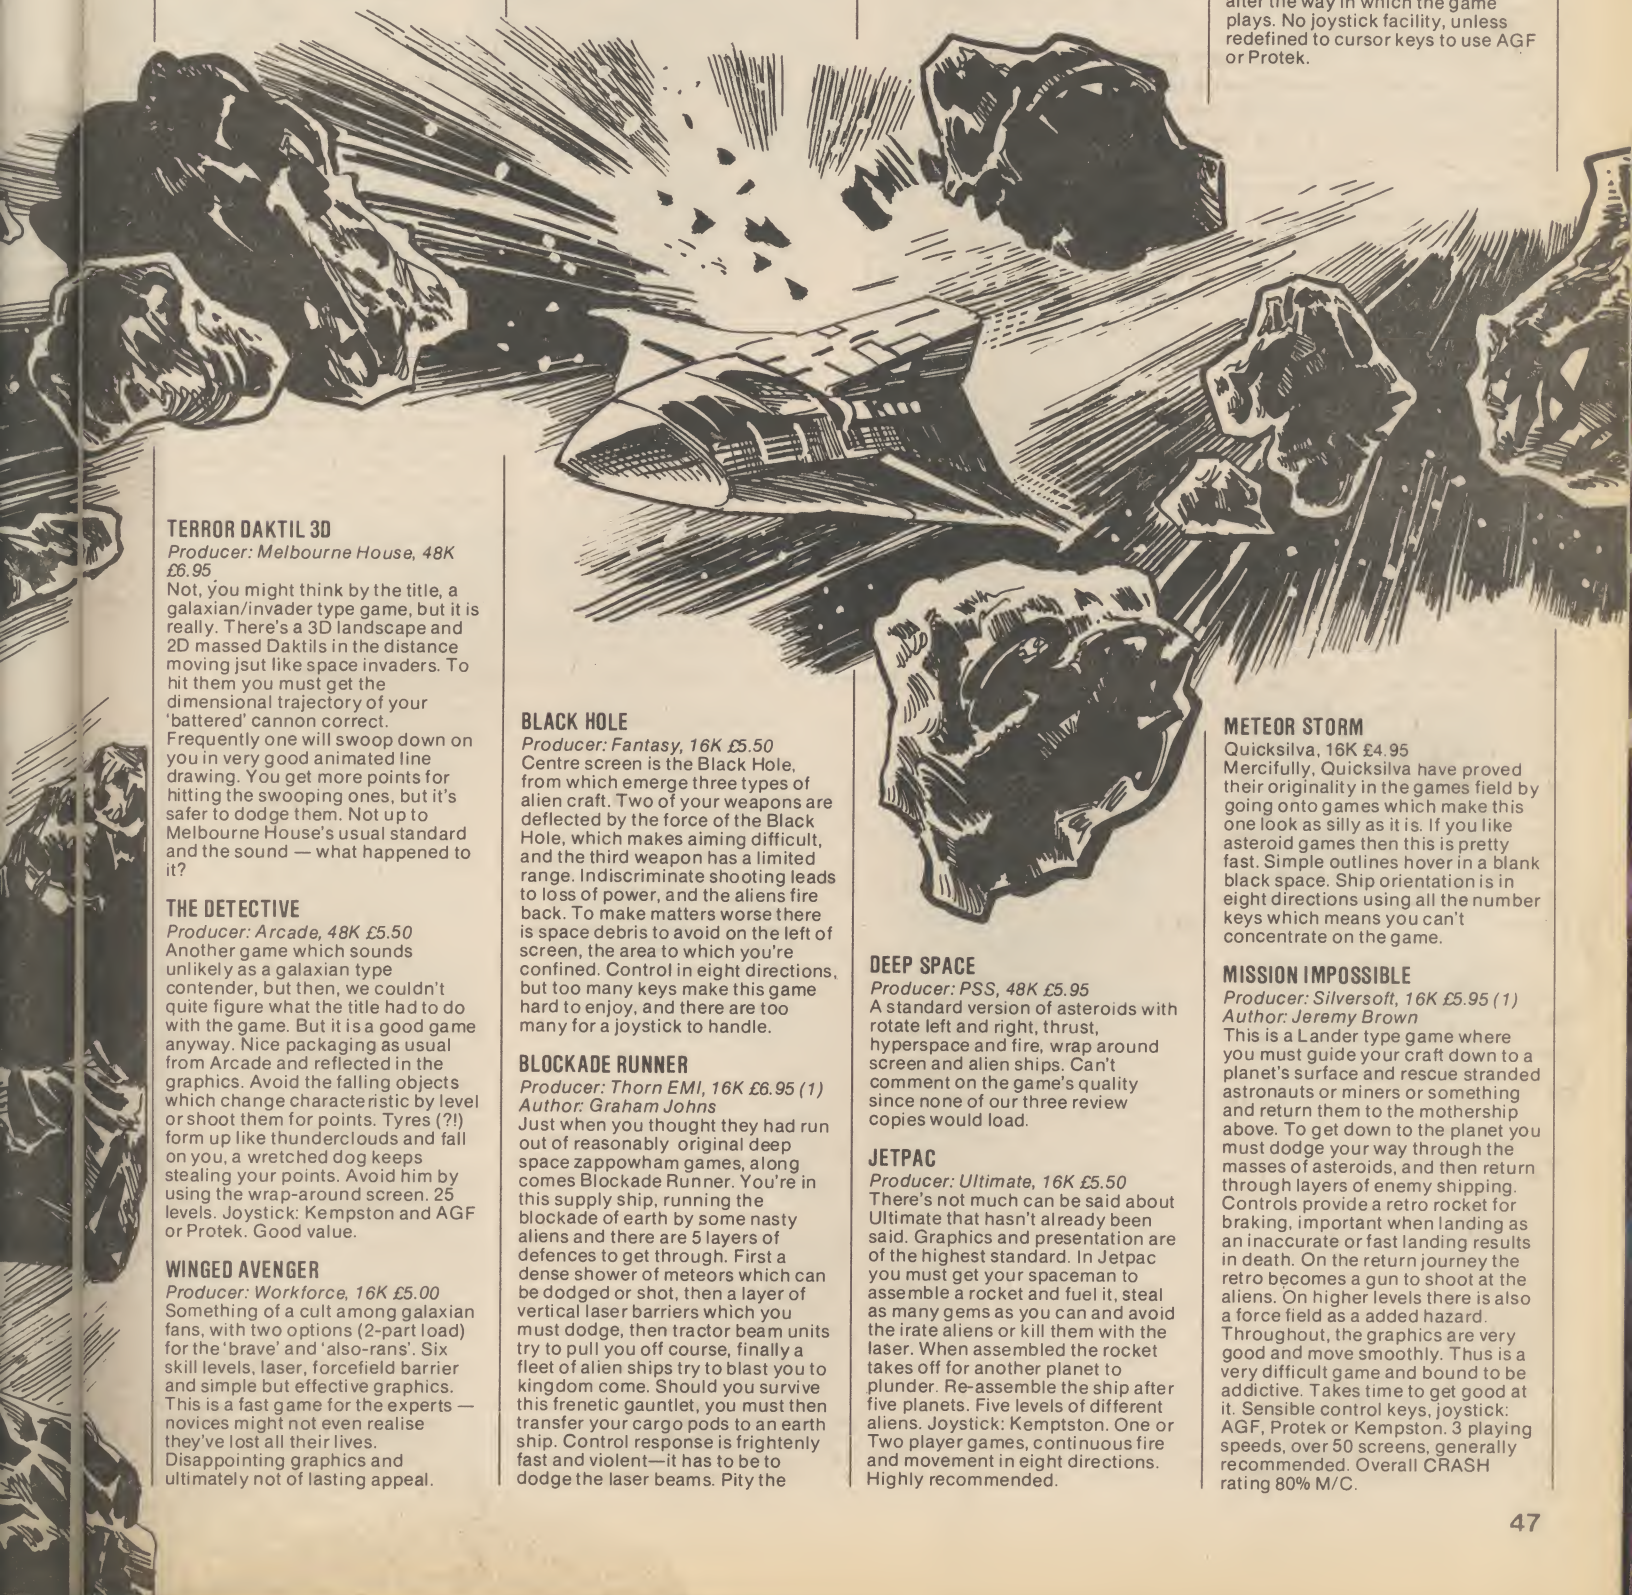 after the way in which the game
plays. No joystick facility, unless
redefined to cursor keys to use AGF
or Protek.
TERROR DAKTIL 3D
Producer: Melbourne House, 48K
£6.95
Not, you might think by the title, a
galaxian/invader type game, but it is
really. There's a 3D landscape and
2D massed Daktils in the distance
moving jsut like space invaders. To
hit them you must get the
dimensional trajectory of your
'battered' cannon correct.
Frequently one will swoop down on
you in very good animated line
drawing. You get more points for
hitting the swooping ones, but it's
safer to dodge them. Not up to
Melbourne House's usual standard
and the sound — what happened to
it?
THE DETECTIVE
Producer: Arcade, 48K £5.50
Another game which sounds
unlikely as a galaxian type
contender, but then, we couldn't
quite figure what the title had to do
with the game. But it is a good game
anyway. Nice packaging as usual
from Arcade and reflected in the
graphics. Avoid the falling objects
which change characteristic by level
or shoot them for points. Tyres (?!)
form up like thunderclouds and fall
on you, a wretched dog keeps
stealing your points. Avoid him by
using the wrap-around screen. 25
levels. Joystick: Kempston and AGF
or Protek. Good value.
WINGED AVENGER
Producer: Workforce, 16K £5.00
Something of a cult among galaxian
fans, with two options (2-part load)
for the 'brave' and 'also-rans'. Six
skill levels, laser, forcefield barrier
and simple but effective graphics.
This is a fast game for the experts —
novices might not even realise
they've lost all their lives.
Disappointing graphics and
ultimately not of lasting appeal.
BLACK HOLE
Producer: Fantasy, 16K £5.50
Centre screen is the Black Hole,
from which emerge three types of
alien craft. Two of your weapons are
deflected by the force of the Black
Hole, which makes aiming difficult,
and the third weapon has a limited
range. Indiscriminate shooting leads
to loss of power, and the aliens fire
back. To make matters worse there
is space debris to avoid on the left of
screen, the area to which you're
confined. Control in eight directions,
but too many keys make this game
hard to enjoy, and there are too
many for a joystick to handle.
BLOCKADE RUNNER
Producer: Thorn EMI, 16K £6.95 (1)
Author: Graham Johns
Just when you thought they had run
out of reasonably original deep
space zappowham games, along
comes Blockade Runner. You're in
this supply ship, running the
blockade of earth by some nasty
aliens and there are 5 layers of
defences to get through. First a
dense shower of meteors which can
be dodged or shot, then a layer of
vertical laser barriers which you
must dodge, then tractor beam units
try to pull you off course, finally a
fleet of alien ships try to blast you to
kingdom come. Should you survive
this frenetic gauntlet, you must then
transfer your cargo pods to an earth
ship. Control response is frightenly
fast and violent—it has to be to
dodge the laser beams. Pity the
DEEP SPACE
Producer: PSS, 48K £5.95
A standard version of asteroids with
rotate left and right, thrust,
hyperspace and fire, wrap around
screen and alien ships. Can't
comment on the game's quality
since none of our three review
copies would load.
JETPAC
Producer: Ultimate, 16K £5.50
There's not much can be said about
Ultimate that hasn't already been
said. Graphics and presentation are
of the highest standard. In Jetpac
you must get your spaceman to
assemble a rocket and fuel it, steal
as many gems as you can and avoid
the irate aliens or kill them with the
laser. When assembled the rocket
takes off for another planet to
plunder. Re-assemble the ship after
five planets. Five levels of different
aliens. Joystick: Kemptston. One or
Two player games, continuous fire
and movement in eight directions.
Highly recommended.
METEOR STORM
Quicksilva, 16K £4.95
Mercifully, Quicksilva have proved
their originality in the games field by
going onto games which make this
one look as silly as it is. If you like
asteroid games then this is pretty
fast. Simple outlines hover in a blank
black space. Ship orientation is in
eight directions using all the number
keys which means you can't
concentrate on the game.
MISSION IMPOSSIBLE
Producer: Silversoft, 16K £5.95 (1)
Author: Jeremy Brown
This is a Lander type game where
you must guide your craft down to a
planet's surface and rescue stranded
astronauts or miners or something
and return them to the mothership
above. To get down to the planet you
must dodge your way through the
masses of asteroids, and then return
through layers of enemy shipping.
Controls provide a retro rocket for
braking, important when landing as
an inaccurate or fast landing results
in death. On the return journey the
retro becomes a gun to shoot at the
aliens. On higher levels there is also
a force field as a added hazard.
Throughout, the graphics are very
good and move smoothly. Thus is a
very difficult game and bound to be
addictive. Takes time to get good at
it. Sensible control keys, joystick:
AGF, Protek or Kempston. 3 playing
speeds, over 50 screens, generally
recommended. Overall CRASH
rating 80% M/C.
47